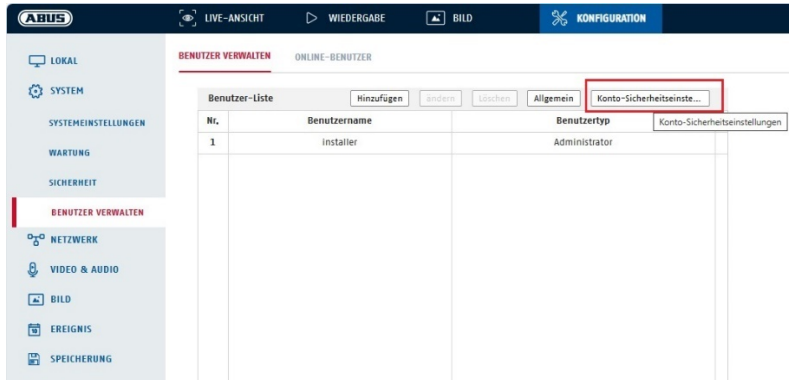 ABUS LIVE-ANSICHT WIEDERGABE BILD KONFIGURATION
LOKAL
SYSTEM
SYSTEMEINSTELLUNGEN
WARTUNG
SICHERHEIT
BENUTZER VERWALTEN
NETZWERK
VIDEO & AUDIO
BILD
EREIGNIS
SPEICHERUNG
BENUTZER VERWALTEN ONLINE-BENUTZER
Benutzer-Liste Hinzufügen ändern Löschen Allgemein Konto-Sicherheitseinste...
Konto-Sicherheitseinstellungen
Nr. Benutzername Benutzertyp
1 installer Administrator